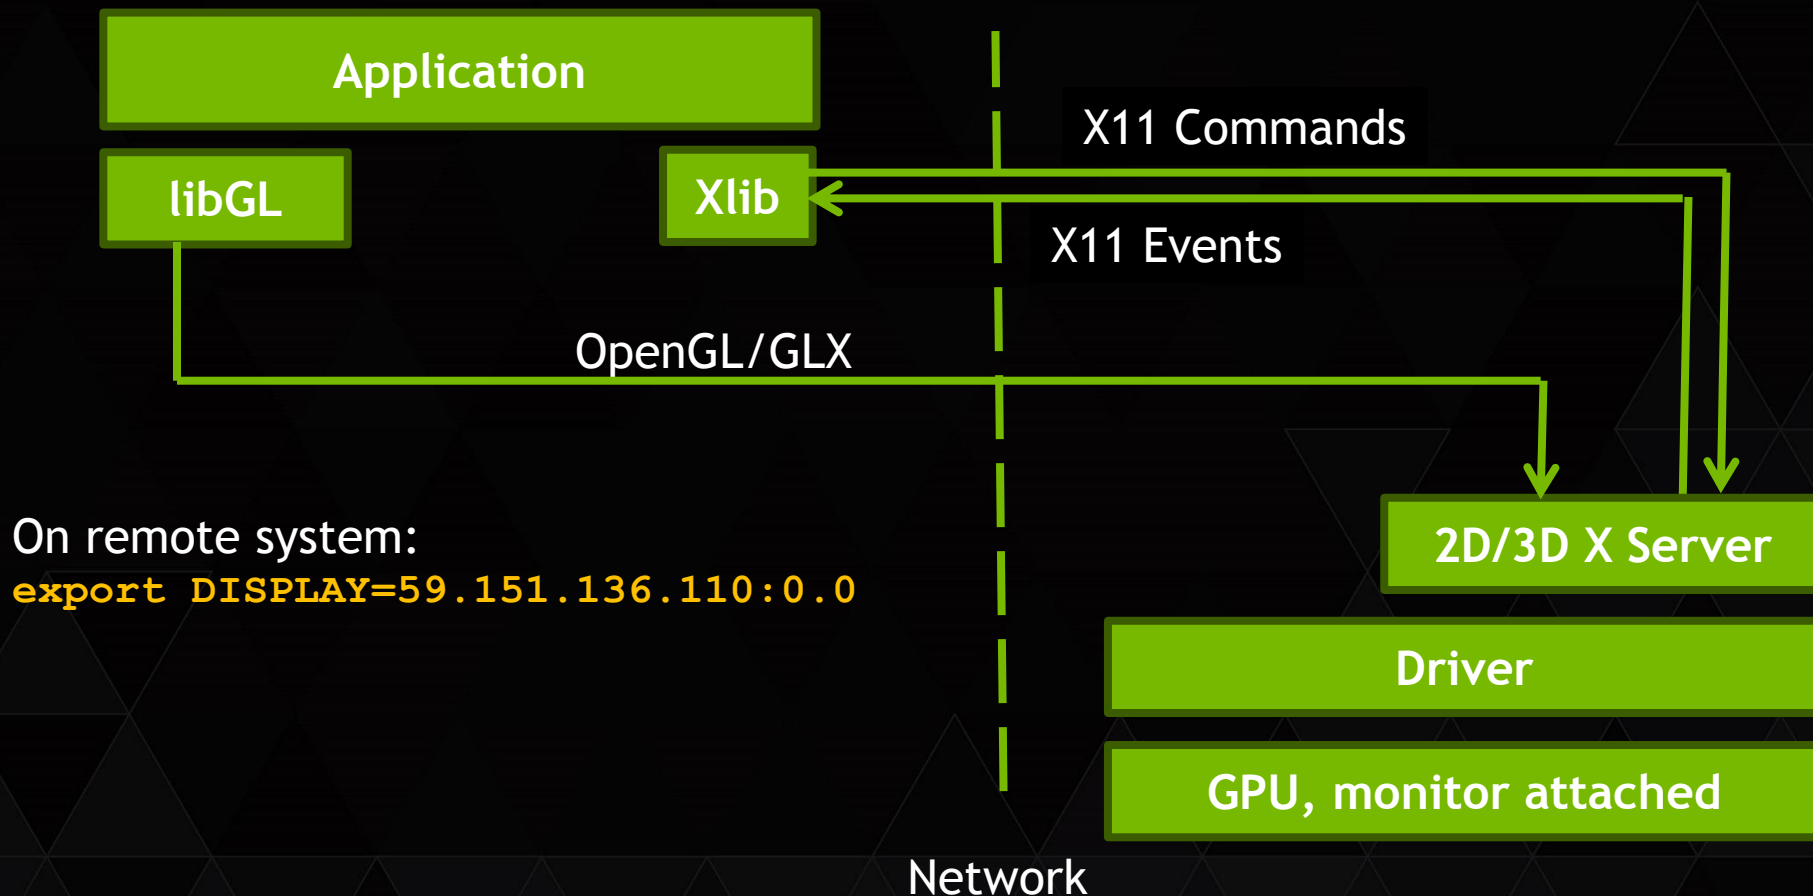 Application
X11 Commands
libGL
Xlib
X11 Events
OpenGL/GLX
On remote system:
export DISPLAY=59.151.136.110:0.0
2D/3D X Server
Driver
GPU, monitor attached
Network